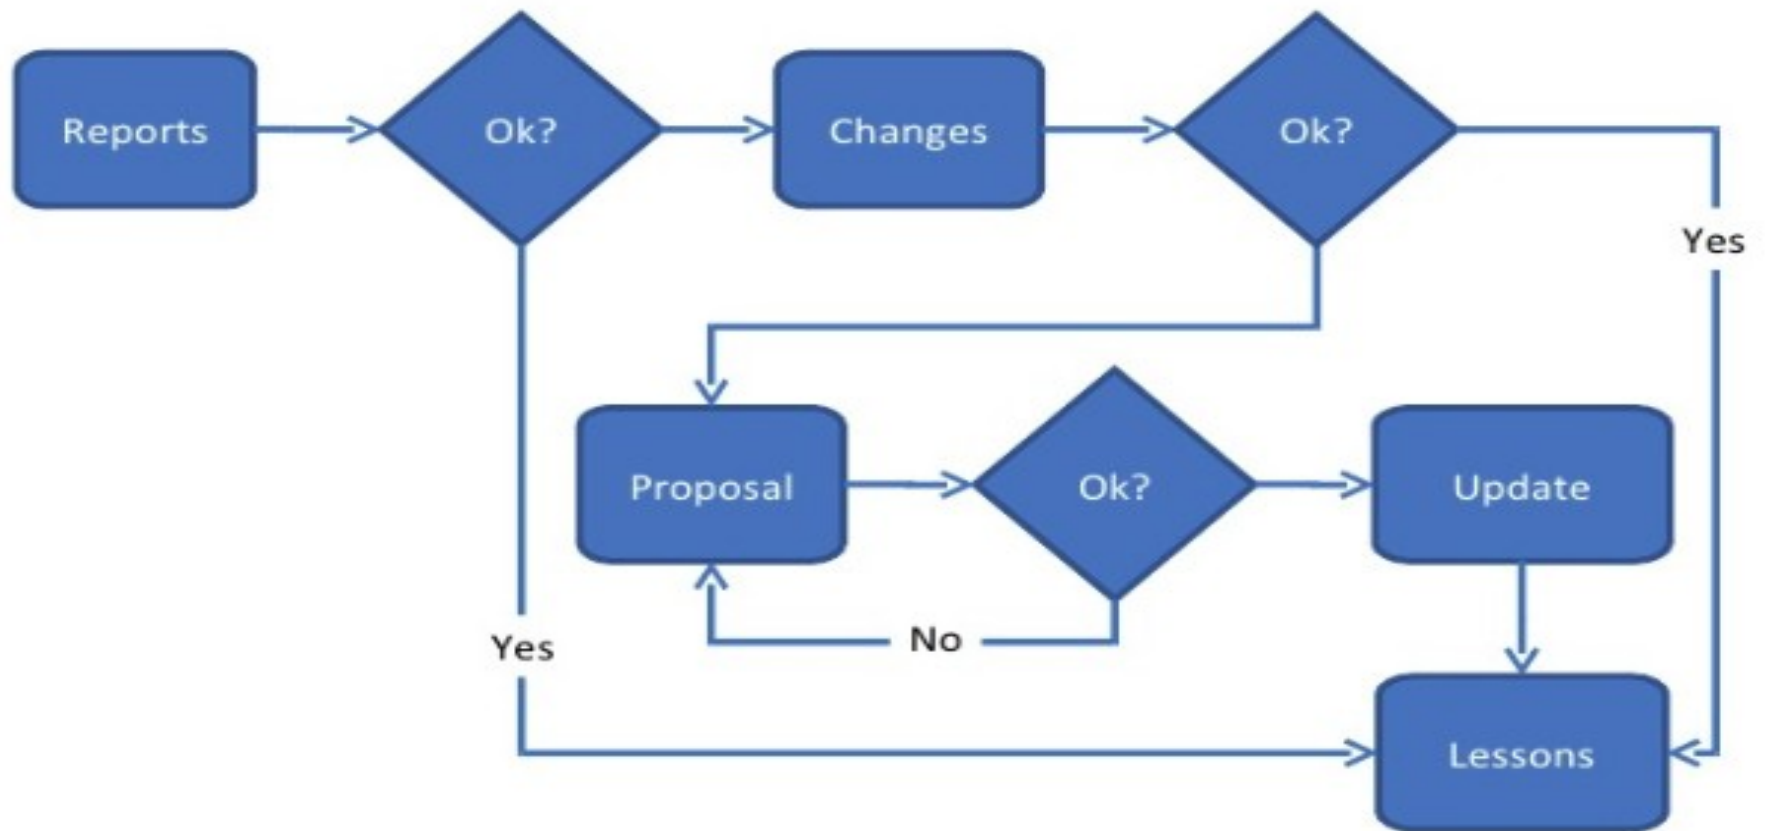 Reports
Ok?
Changes
Ok?
Yes
Proposal
Ok?
Update
No
Yes
Lessons